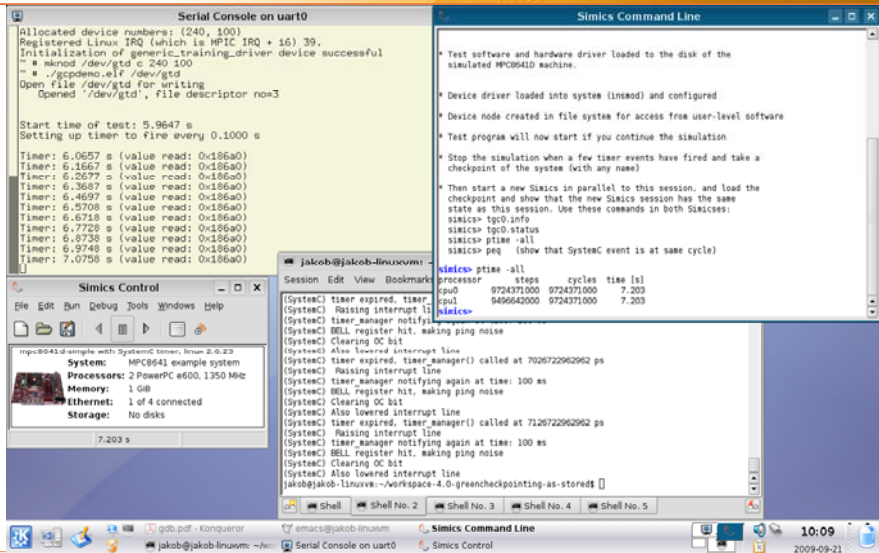 Serial Console on uart0
Allocated device numbers: (240, 100)
Registered Linux IRQ (which is MPIC IRQ + 16) 39.
Initialization of generic_training_driver device successful
~ # mknod /dev/gtd c 240 100
~ # ./gcpdemo.elf /dev/gtd
Open file /dev/gtd for writing
Opened '/dev/gtd', file descriptor no=3
Start time of test: 5.9647 s
Setting up timer to fire every 0.1000 s
Timer: 6.0657 s (value read: 0x186a0)
Timer: 6.1667 s (value read: 0x186a0)
Timer: 6.2677 s (value read: 0x186a0)
Timer: 6.3687 s (value read: 0x186a0)
Timer: 6.4697 s (value read: 0x186a0)
Timer: 6.5708 s (value read: 0x186a0)
Timer: 6.6718 s (value read: 0x186a0)
Timer: 6.7728 s (value read: 0x186a0)
Timer: 6.8738 s (value read: 0x186a0)
Timer: 6.9748 s (value read: 0x186a0)
Timer: 7.0758 s (value read: 0x186a0)
Simics Command Line
* Test software and hardware driver loaded to the disk of the
simulated MPC8641D machine.
* Device driver loaded into system (insmod) and configured
* Device node created in file system for access from user-level software
* Test program will now start if you continue the simulation
* Stop the simulation when a few timer events have fired and take a
checkpoint of the system (with any name)
* Then start a new Simics in parallel to this session, and load the
checkpoint and show that the new Simics session has the same
state as this session. Use these commands in both Simicses:
simics> tgc0.info
simics> tgc0.status
simics> ptime -all
simics> peq (show that SystemC event is at same cycle)
simics> ptime -all
processor steps cycles time [s]
cpu0 9724371000 9724371000 7.203
cpu1 9496642000 9724371000 7.203
simics>
Simics Control
File Edit Run Debug Tools Windows Help
mpc8641d-simple with SystemC timer, linux 2.6.23
System: MPC8641 example system
Processors: 2 PowerPC e600, 1350 MHz
Memory: 1 GiB
Ethernet: 1 of 4 connected
Storage: No disks
7.203 s
jakob@jakob-linuxvm: ~
Session Edit View Bookmark
(SystemC) timer expired, timer_
(SystemC) Raising interrupt li
(SystemC) timer_manager notifyi
(SystemC) BELL register hit, making ping noise
(SystemC) Clearing OC bit
(SystemC) Also lowered interrupt line
(SystemC) timer expired, timer_manager() called at 7026722962962 ps
(SystemC) Raising interrupt line
(SystemC) timer_manager notifying again at time: 100 ms
(SystemC) BELL register hit, making ping noise
(SystemC) Clearing OC bit
(SystemC) Also lowered interrupt line
(SystemC) timer expired, timer_manager() called at 7126722962962 ps
(SystemC) Raising interrupt line
(SystemC) timer_manager notifying again at time: 100 ms
(SystemC) BELL register hit, making ping noise
(SystemC) Clearing OC bit
(SystemC) Also lowered interrupt line
jakob@jakob-linuxvm:~/workspace-4.0-greencheckpointing-as-stored$
Shell Shell No. 2 Shell No. 3 Shell No. 4 Shell No. 5
gdb.pdf - Konqueror emacs@jakob-linuxvm Simics Command Line
jakob@jakob-linuxvm: ~/wor Serial Console on uart0 Simics Control
10:09
2009-09-21